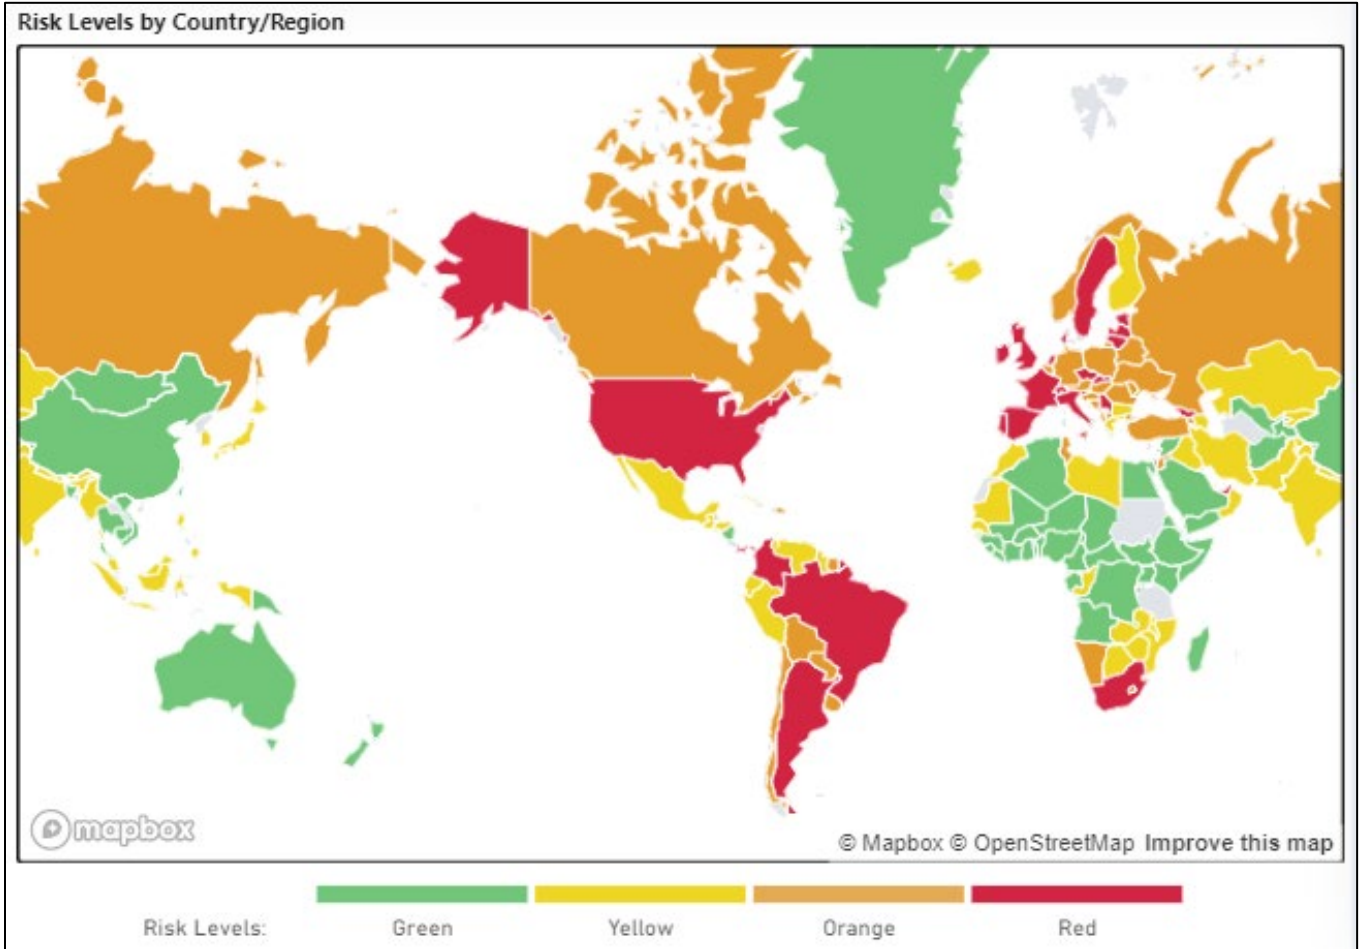 Risk Levels by Country/Region
mapbox
© Mapbox © OpenStreetMap Improve this map
Risk Levels: Green Yellow Orange Red